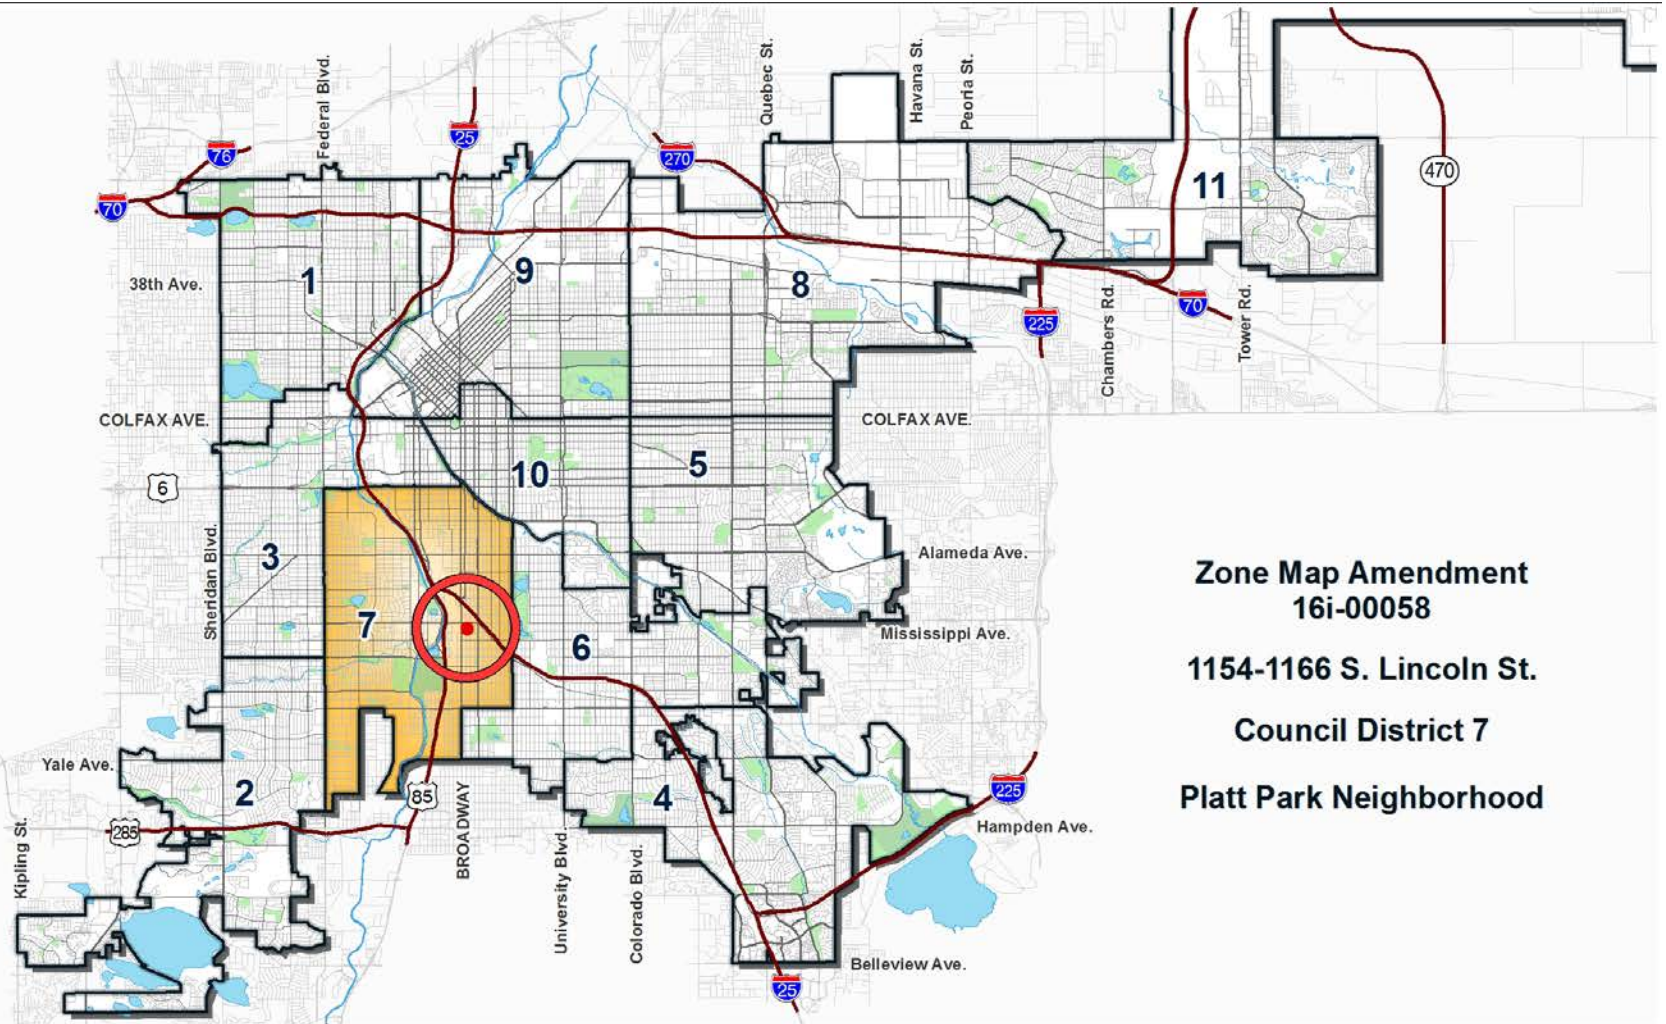 Federal Blvd.
Quebec St.
Havana St.
Peoria St.
76
25
270
70
470
11
1
9
8
38th Ave.
225
70
Chambers Rd.
Tower Rd.
COLFAX AVE.
COLFAX AVE.
6
10
5
Sheridan Blvd.
3
Alameda Ave.
7
6
Mississippi Ave.
Zone Map Amendment
16i-00058
1154-1166 S. Lincoln St.
Council District 7
Platt Park Neighborhood
Yale Ave.
2
85
4
225
285
Kipling St.
BROADWAY
University Blvd.
Colorado Blvd.
Hampden Ave.
Belleview Ave.
25